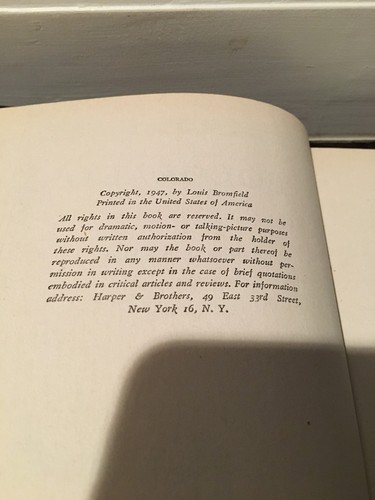 COLORADO
Copyright, 1947, by Louis Bromfield
Printed in the United States of America
All rights in this book are reserved. It may not be
used for dramatic, motion- or talking-picture purposes
without written authorization from the holder of
these rights. Nor may the book or part thereof be
reproduced in any manner whatsoever without per-
mission in writing except in the case of brief quotations
embodied in critical articles and reviews. For information
address: Harper & Brothers, 49 East 33rd Street,
New York 16, N. Y.